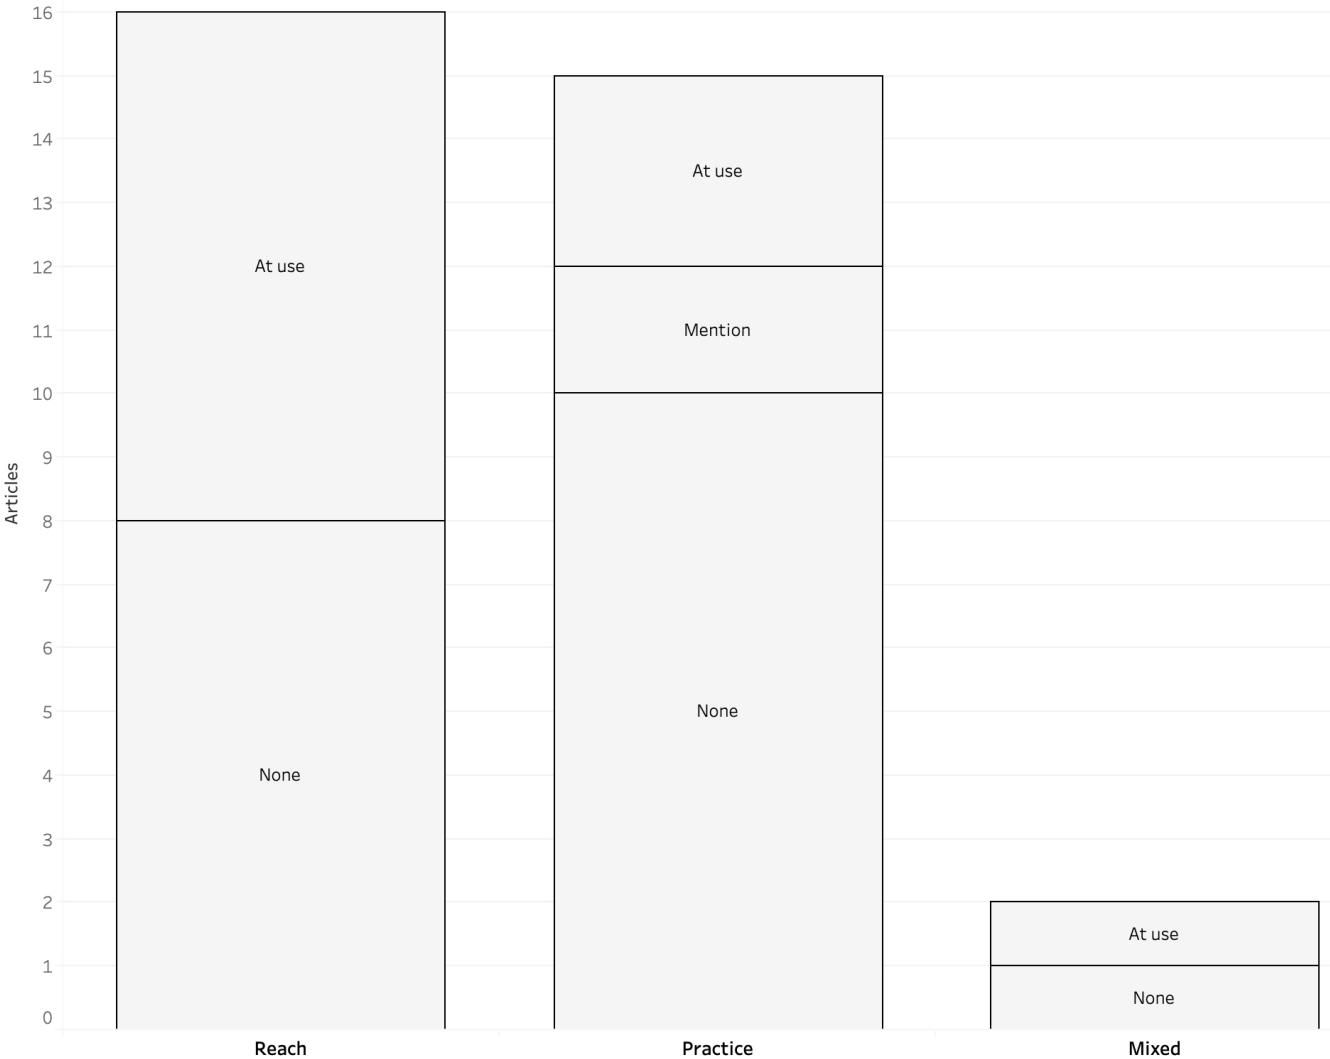 16
15
14
13
12
11
10
9
8
7
6
5
4
3
2
1
0
Articles
At use
None
At use
Mention
None
At use
None
Reach
Practice
Mixed